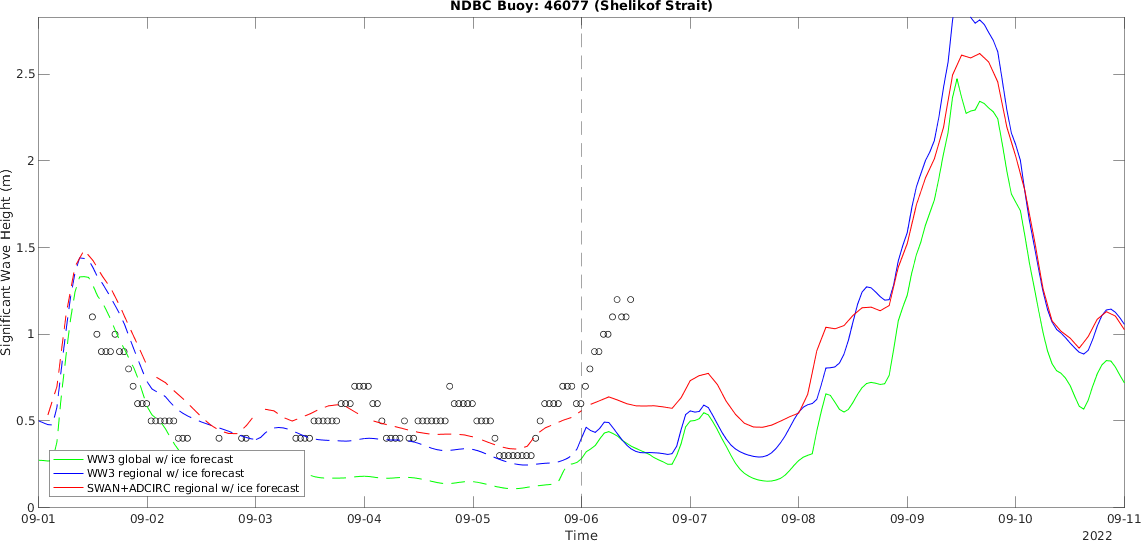 NDBC Buoy: 46077 (Shelikof Strait)
Significant Wave Height (m)
2.5
2
1.5
1
0.5
0
WW3 global w/ ice forecast
WW3 regional w/ ice forecast
SWAN+ADCIRC regional w/ ice forecast
09-01 09-02 09-03 09-04 09-05 09-06 09-07 09-08 09-09 09-10 09-11
Time
2022